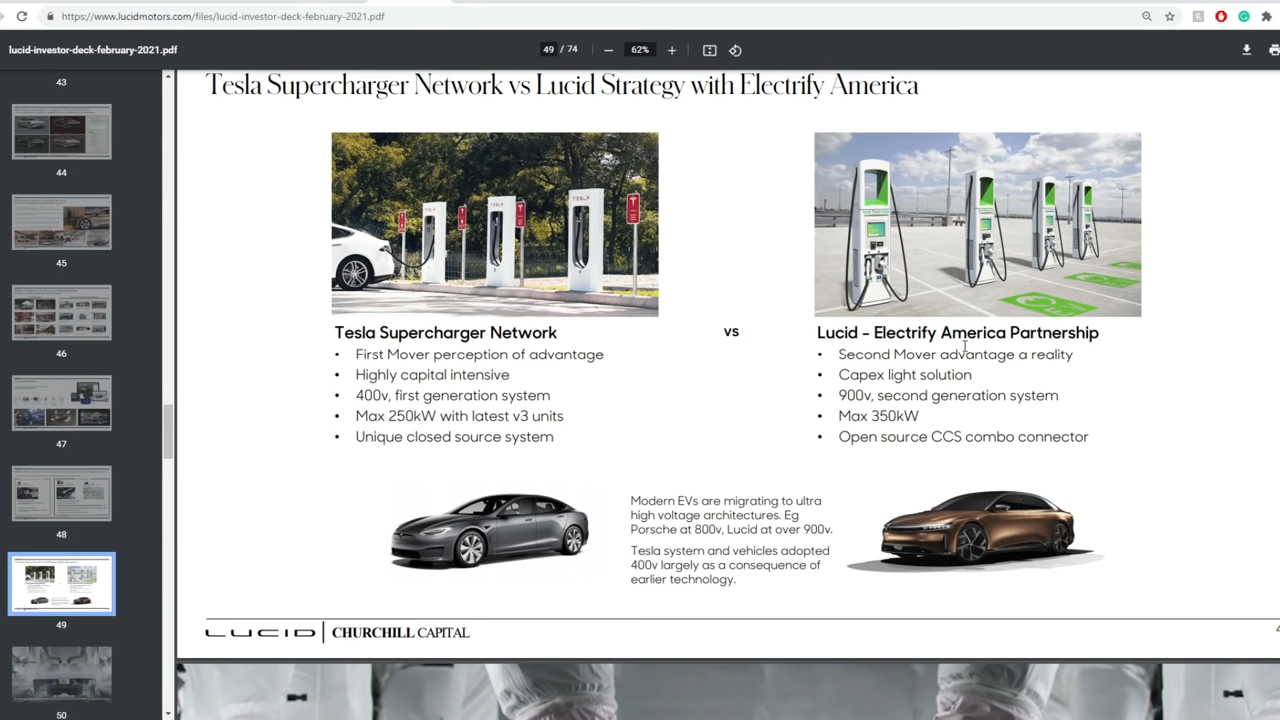 https://www.lucidmotors.com/files/lucid-investor-deck-february-2021.pdf
lucid-investor-deck-february-2021.pdf
49 / 74
62%
43
44
45
46
47
48
49
50
Tesla Supercharger Network vs Lucid Strategy with Electrify America
TESLA
TESLA
TESLA
Tesla Supercharger Network
• First Mover perception of advantage
• Highly capital intensive
• 400v, first generation system
• Max 250kW with latest v3 units
• Unique closed source system
vs
Lucid - Electrify America Partnership
• Second Mover advantage a reality
• Capex light solution
• 900v, second generation system
• Max 350kW
• Open source CCS combo connector
Modern EVs are migrating to ultra
high voltage architectures. Eg
Porsche at 800v, Lucid at over 900v.
Tesla system and vehicles adopted
400v largely as a consequence of
earlier technology.
LUCID | CHURCHILL CAPITAL